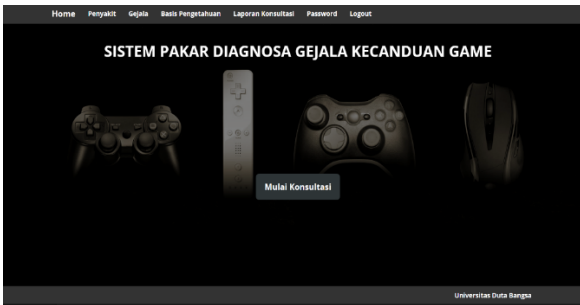 Home Penyakit Gejala Basis Pengetahuan Laporan Konsultasi Password Logout
SISTEM PAKAR DIAGNOSA GEJALA KECANDUAN GAME
Mulai Konsultasi
Universitas Duta Bangsa